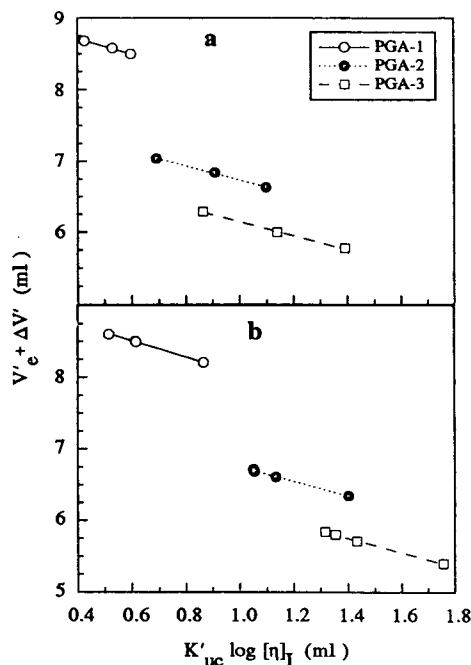 9
8
7
6
a
PGA-1
PGA-2
PGA-3
V'e + ΔV' (ml)
b
8
7
6
5
0.4 0.6 0.8 1.0 1.2 1.4 1.6 1.8
K'μc log [η]I (ml)